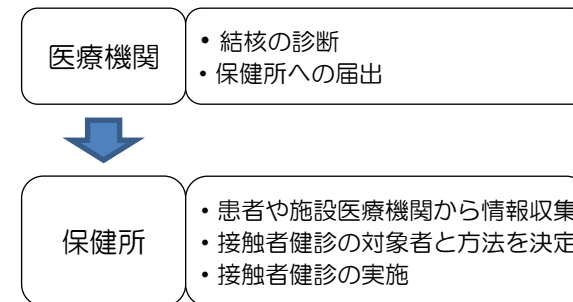 医療機関
・結核の診断
・保健所への届出
保健所
・患者や施設医療機関から情報収集
・接触者健診の対象者と方法を決定
・接触者健診の実施